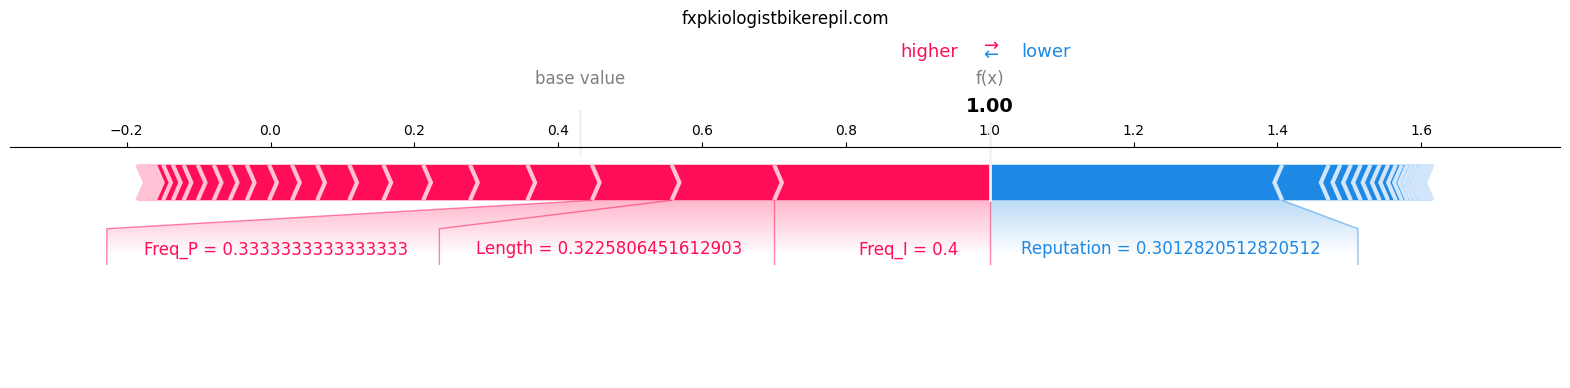 fxpkiologistbikerepil.com
higher ⇄ lower
base value f(x)
1.00
−0.2 0.0 0.2 0.4 0.6 0.8 1.0 1.2 1.4 1.6
Freq_P = 0.3333333333333333 Length = 0.3225806451612903 Freq_I = 0.4 Reputation = 0.3012820512820512